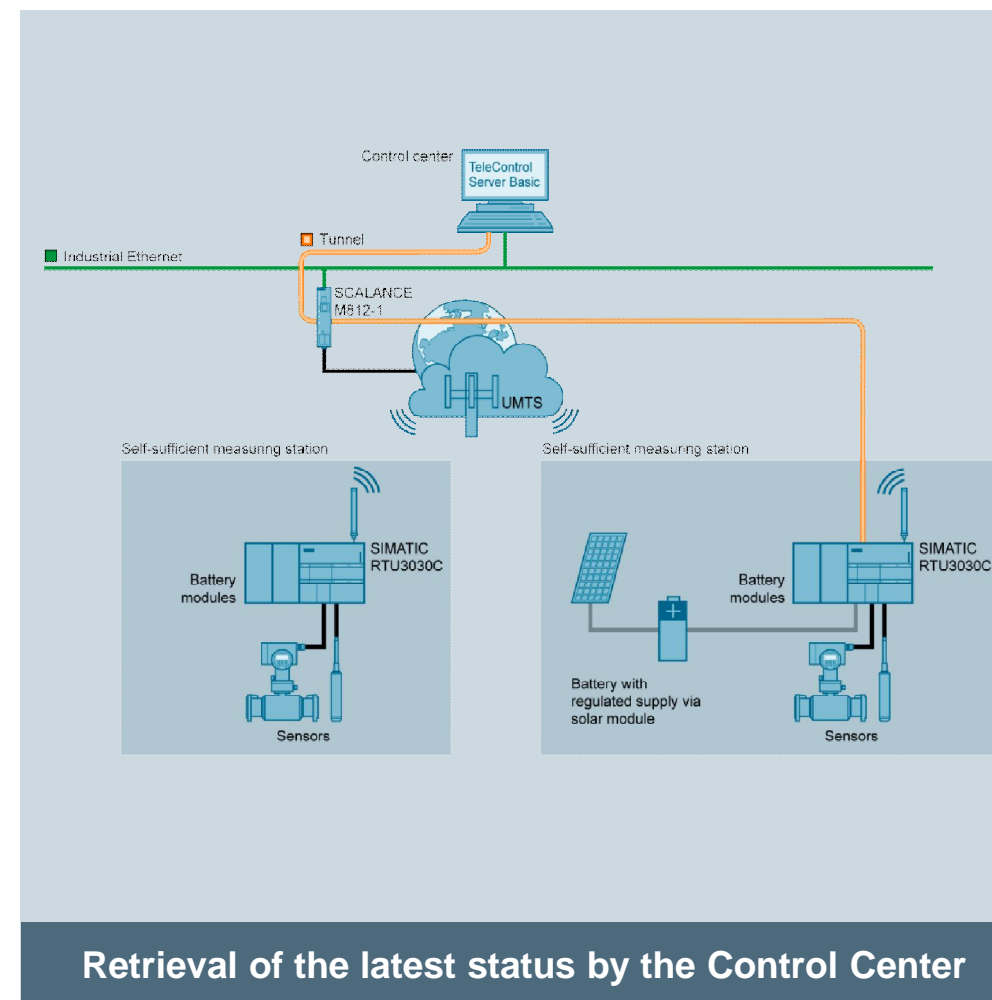 Control center
TeleControl
Server Basic
Tunnel
Industrial Ethernet
SCALANCE
M812-1
UMTS
Self-sufficient measuring station
SIMATIC
RTU3030C
Battery
modules
Sensors
Self-sufficient measuring station
SIMATIC
RTU3030C
Battery
modules
Battery with
regulated supply via
solar module
Sensors
Retrieval of the latest status by the Control Center